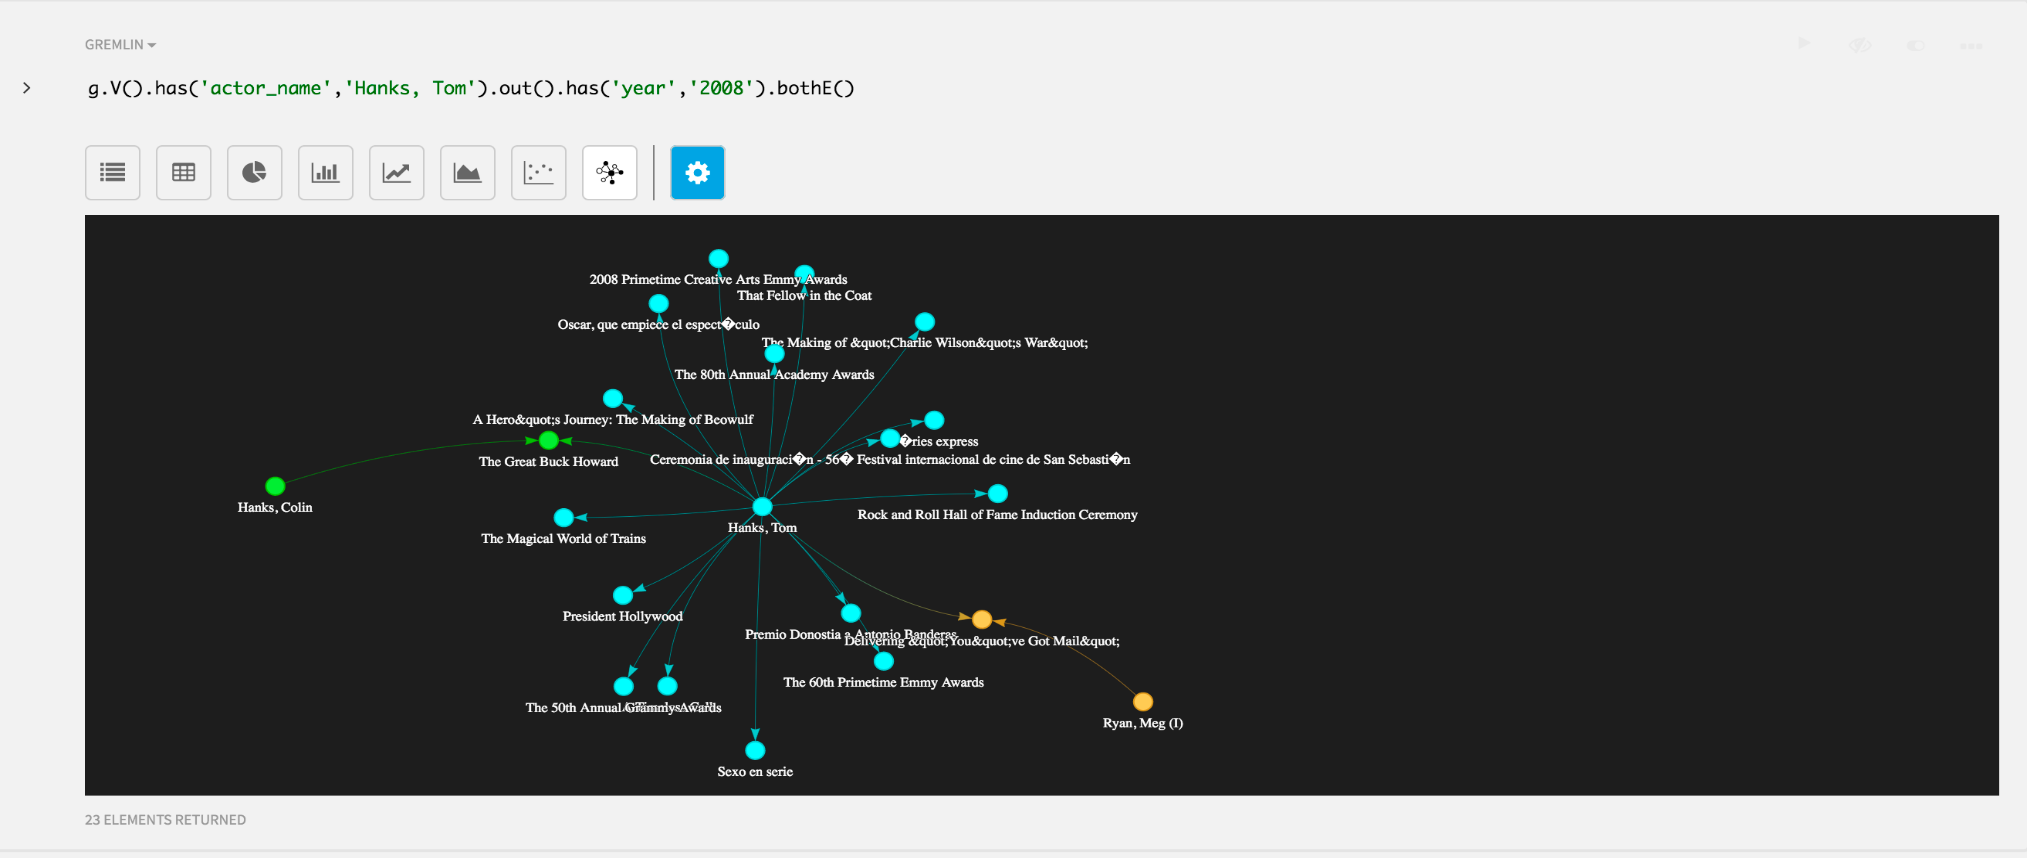 GREMLIN
g.V().has('actor_name','Hanks, Tom').out().has('year','2008').bothE()
2008 Primetime Creative Arts Emmy Awards
That Fellow in the Coat
Oscar, que empiece el espect�culo
The Making of &quot;Charlie Wilson&quot;s War&quot;
The 80th Annual Academy Awards
A Hero&quot;s Journey: The Making of Beowulf
�ries express
The Great Buck Howard
Ceremonia de inauguraci�n - 56� Festival internacional de cine de San Sebasti�n
Hanks, Colin
Rock and Roll Hall of Fame Induction Ceremony
Hanks, Tom
The Magical World of Trains
President Hollywood
Premio Donostia a Antonio Banderas
Delivering &quot;You&quot;ve Got Mail&quot;
The 60th Primetime Emmy Awards
The 50th Annual Grammy Awards
Ryan, Meg (I)
Sexo en serie
23 ELEMENTS RETURNED